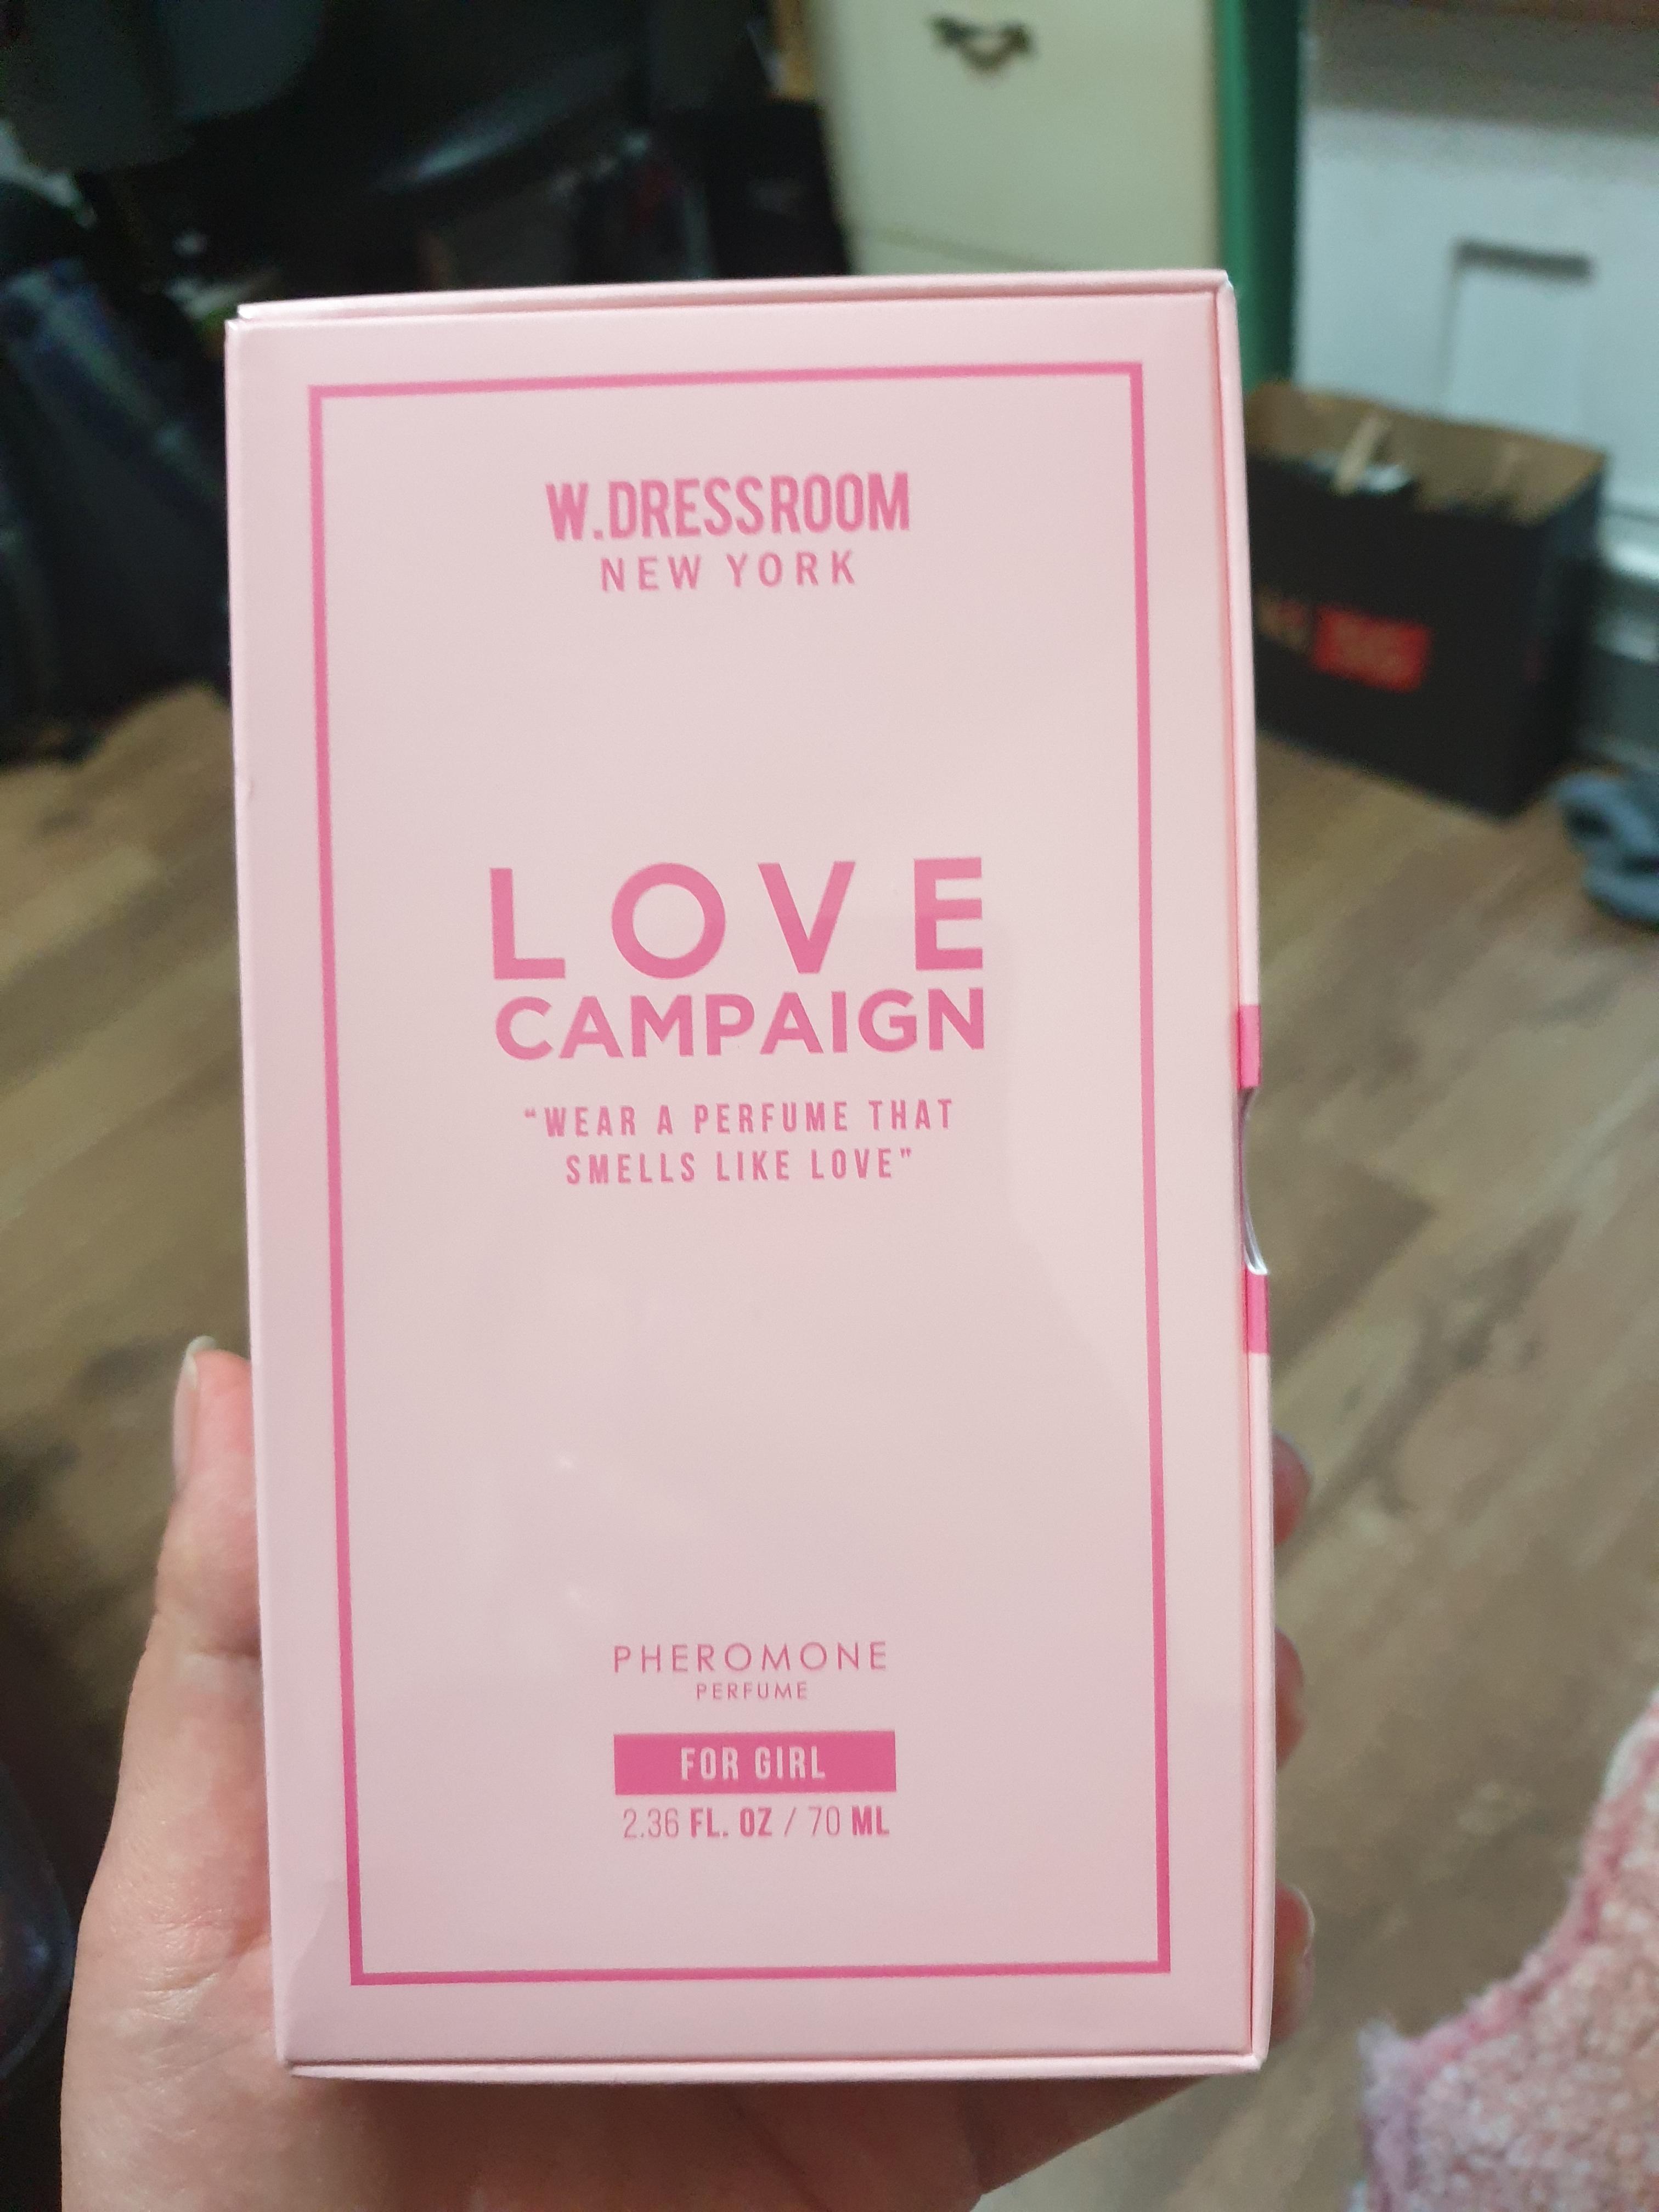 W.DRESSROOM
NEW YORK
LOVE
CAMPAIGN
"WEAR A PERFUME THAT
SMELLS LIKE LOVE"
PHEROMONE
PERFUME
FOR GIRL
2.36 FL. OZ / 70 ML